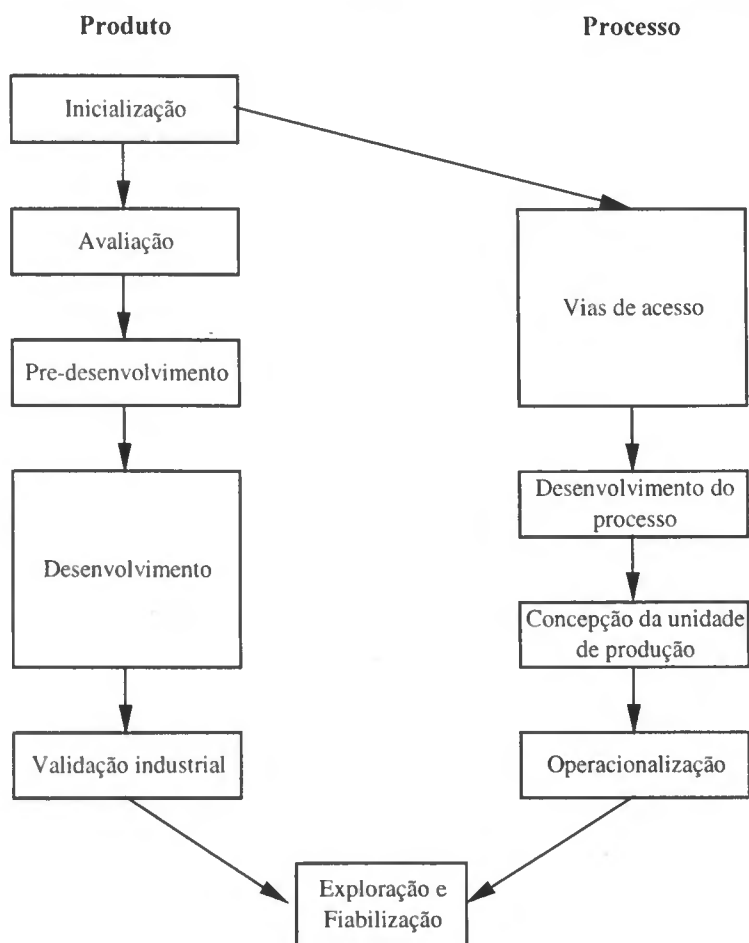 Produto
Processo
Inicialização
Avaliação
Vias de acesso
Pre-desenvolvimento
Desenvolvimento do
processo
Desenvolvimento
Concepção da unidade
de produção
Validação industrial
Operacionalização
Exploração e
Fiabilização